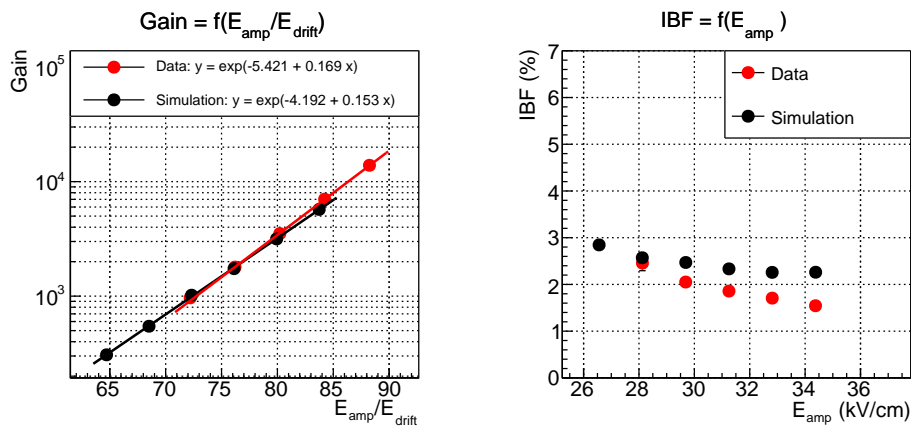 Gain = f(E_amp/E_drift)
Gain
10^5
10^4
10^3
Data: y = exp(-5.421 + 0.169 x)
Simulation: y = exp(-4.192 + 0.153 x)
65 70 75 80 85 90
E_amp/E_drift
IBF = f(E_amp)
IBF (%)
7
6
5
4
3
2
1
0
Data
Simulation
26 28 30 32 34 36
E_amp (kV/cm)